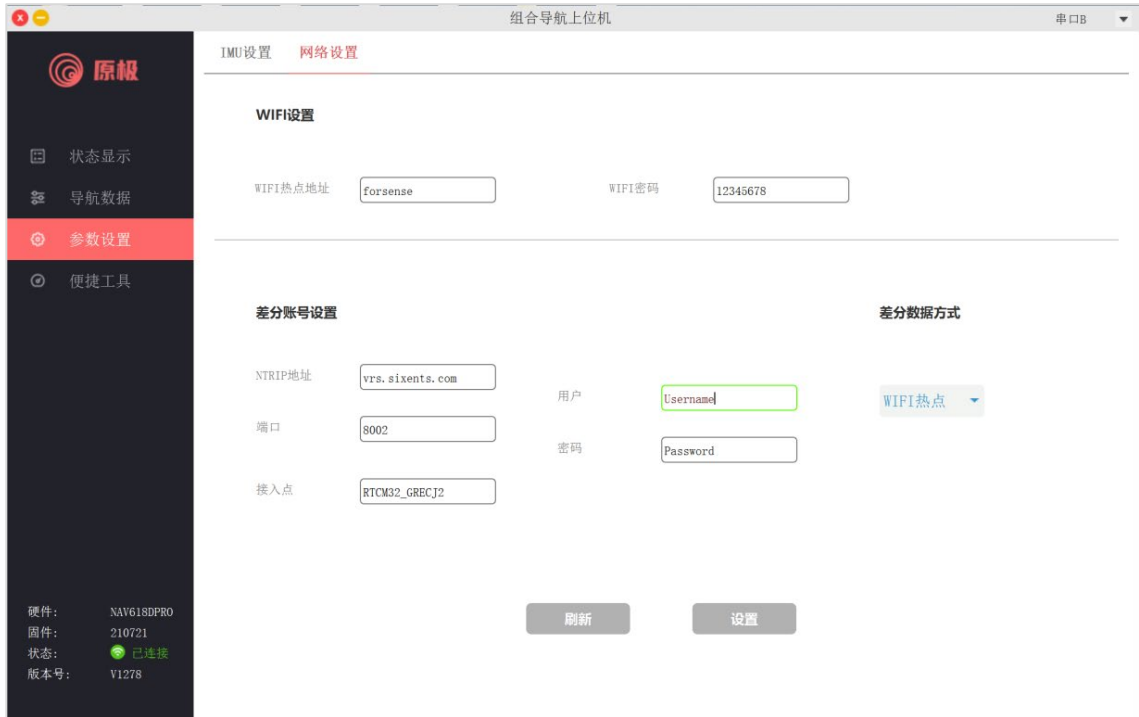 组合导航上位机
串口B
原极
IMU设置 网络设置
状态显示
导航数据
参数设置
便捷工具
WIFI设置
WIFI热点地址 forsense WIFI密码 12345678
差分账号设置 差分数据方式
NTRIP地址 vrs.sixents.com
用户 Username WIFI热点
端口 8002
密码 Password
接入点 RTCM32_GRECJ2
刷新 设置
硬件: NAV618DPRO
固件: 210721
状态: 已连接
版本号: V1278